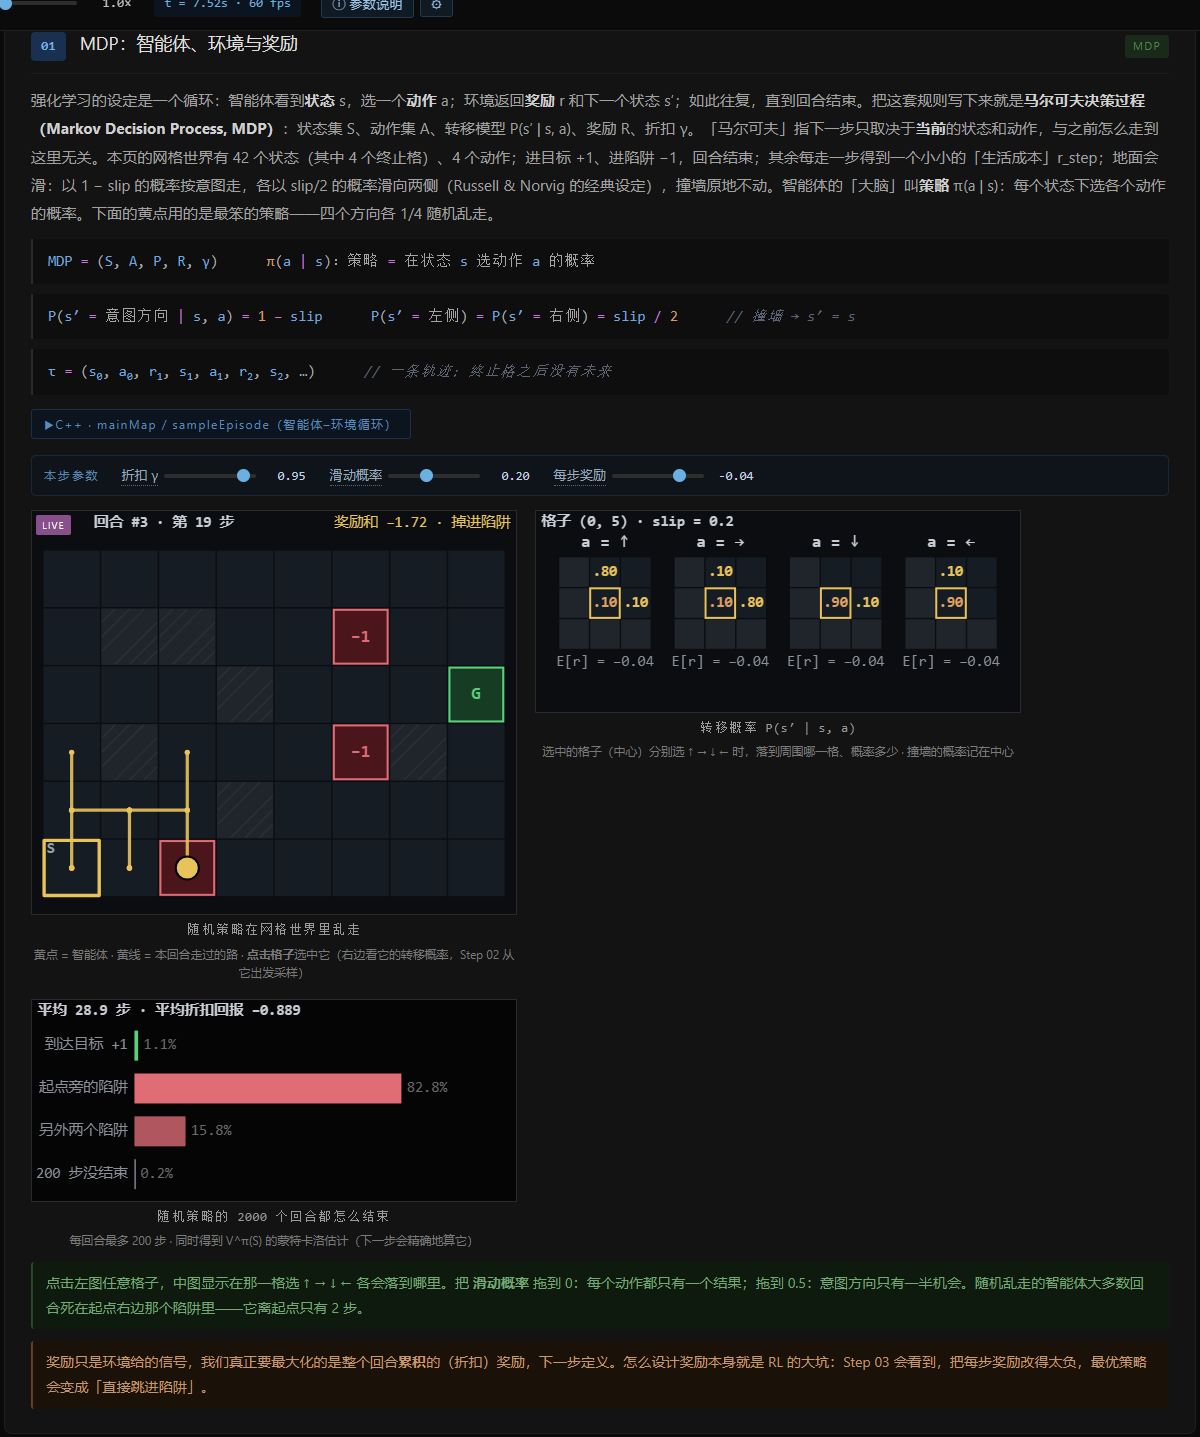 1.0x
t = 7.52s · 60 fps
ⓘ 参数说明
⚙
01
MDP：智能体、环境与奖励
MDP
强化学习的设定是一个循环：智能体看到状态 s，选一个动作 a；环境返回奖励 r 和下一个状态 s′；如此往复，直到回合结束。把这套规则写下来就是马尔可夫决策过程
（Markov Decision Process, MDP）：状态集 S、动作集 A、转移模型 P(s′ | s, a)、奖励 R、折扣 γ。「马尔可夫」指下一步只取决于当前的状态和动作，与之前怎么走到
这里无关。本页的网格世界有 42 个状态（其中 4 个终止格）、4 个动作；进目标 +1、进陷阱 −1，回合结束；其余每走一步得到一个小小的「生活成本」r_step；地面会
滑：以 1 − slip 的概率按意图走，各以 slip/2 的概率滑向两侧（Russell & Norvig 的经典设定），撞墙原地不动。智能体的「大脑」叫策略 π(a | s)：每个状态下选各个动作
的概率。下面的黄点用的是最笨的策略——四个方向各 1/4 随机乱走。
MDP = (S, A, P, R, γ)      π(a | s)：策略 = 在状态 s 选动作 a 的概率
P(s′ = 意图方向 | s, a) = 1 − slip      P(s′ = 左侧) = P(s′ = 右侧) = slip / 2      // 撞墙 → s′ = s
τ = (s₀, a₀, r₁, s₁, a₁, r₂, s₂, …)      // 一条轨迹；终止格之后没有未来
▶C++ · mainMap / sampleEpisode（智能体–环境循环）
本步参数 折扣 γ 0.95 滑动概率 0.20 每步奖励 -0.04
LIVE 回合 #3 · 第 19 步 奖励和 −1.72 · 掉进陷阱
−1
G
−1
S
随机策略在网格世界里乱走
黄点 = 智能体 · 黄线 = 本回合走过的路 · 点击格子选中它（右边看它的转移概率，Step 02 从
它出发采样）
格子 (0, 5) · slip = 0.2
a = ↑ a = → a = ↓ a = ←
.80 .10 .10
.10 .10 .10 .80 .90 .10 .90
E[r] = −0.04 E[r] = −0.04 E[r] = −0.04 E[r] = −0.04
转移概率 P(s′ | s, a)
选中的格子（中心）分别选 ↑ → ↓ ← 时，落到周围哪一格、概率多少 · 撞墙的概率记在中心
平均 28.9 步 · 平均折扣回报 −0.889
到达目标 +1 1.1%
起点旁的陷阱 82.8%
另外两个陷阱 15.8%
200 步没结束 0.2%
随机策略的 2000 个回合都怎么结束
每回合最多 200 步 · 同时得到 V^π(S) 的蒙特卡洛估计（下一步会精确地算它）
点击左图任意格子，中图显示在那一格选 ↑ → ↓ ← 各会落到哪里。把 滑动概率 拖到 0：每个动作都只有一个结果；拖到 0.5：意图方向只有一半机会。随机乱走的智能体大多数回
合死在起点右边那个陷阱里——它离起点只有 2 步。
奖励只是环境给的信号，我们真正要最大化的是整个回合累积的（折扣）奖励，下一步定义。怎么设计奖励本身就是 RL 的大坑：Step 03 会看到，把每步奖励改得太负，最优策略
会变成「直接跳进陷阱」。